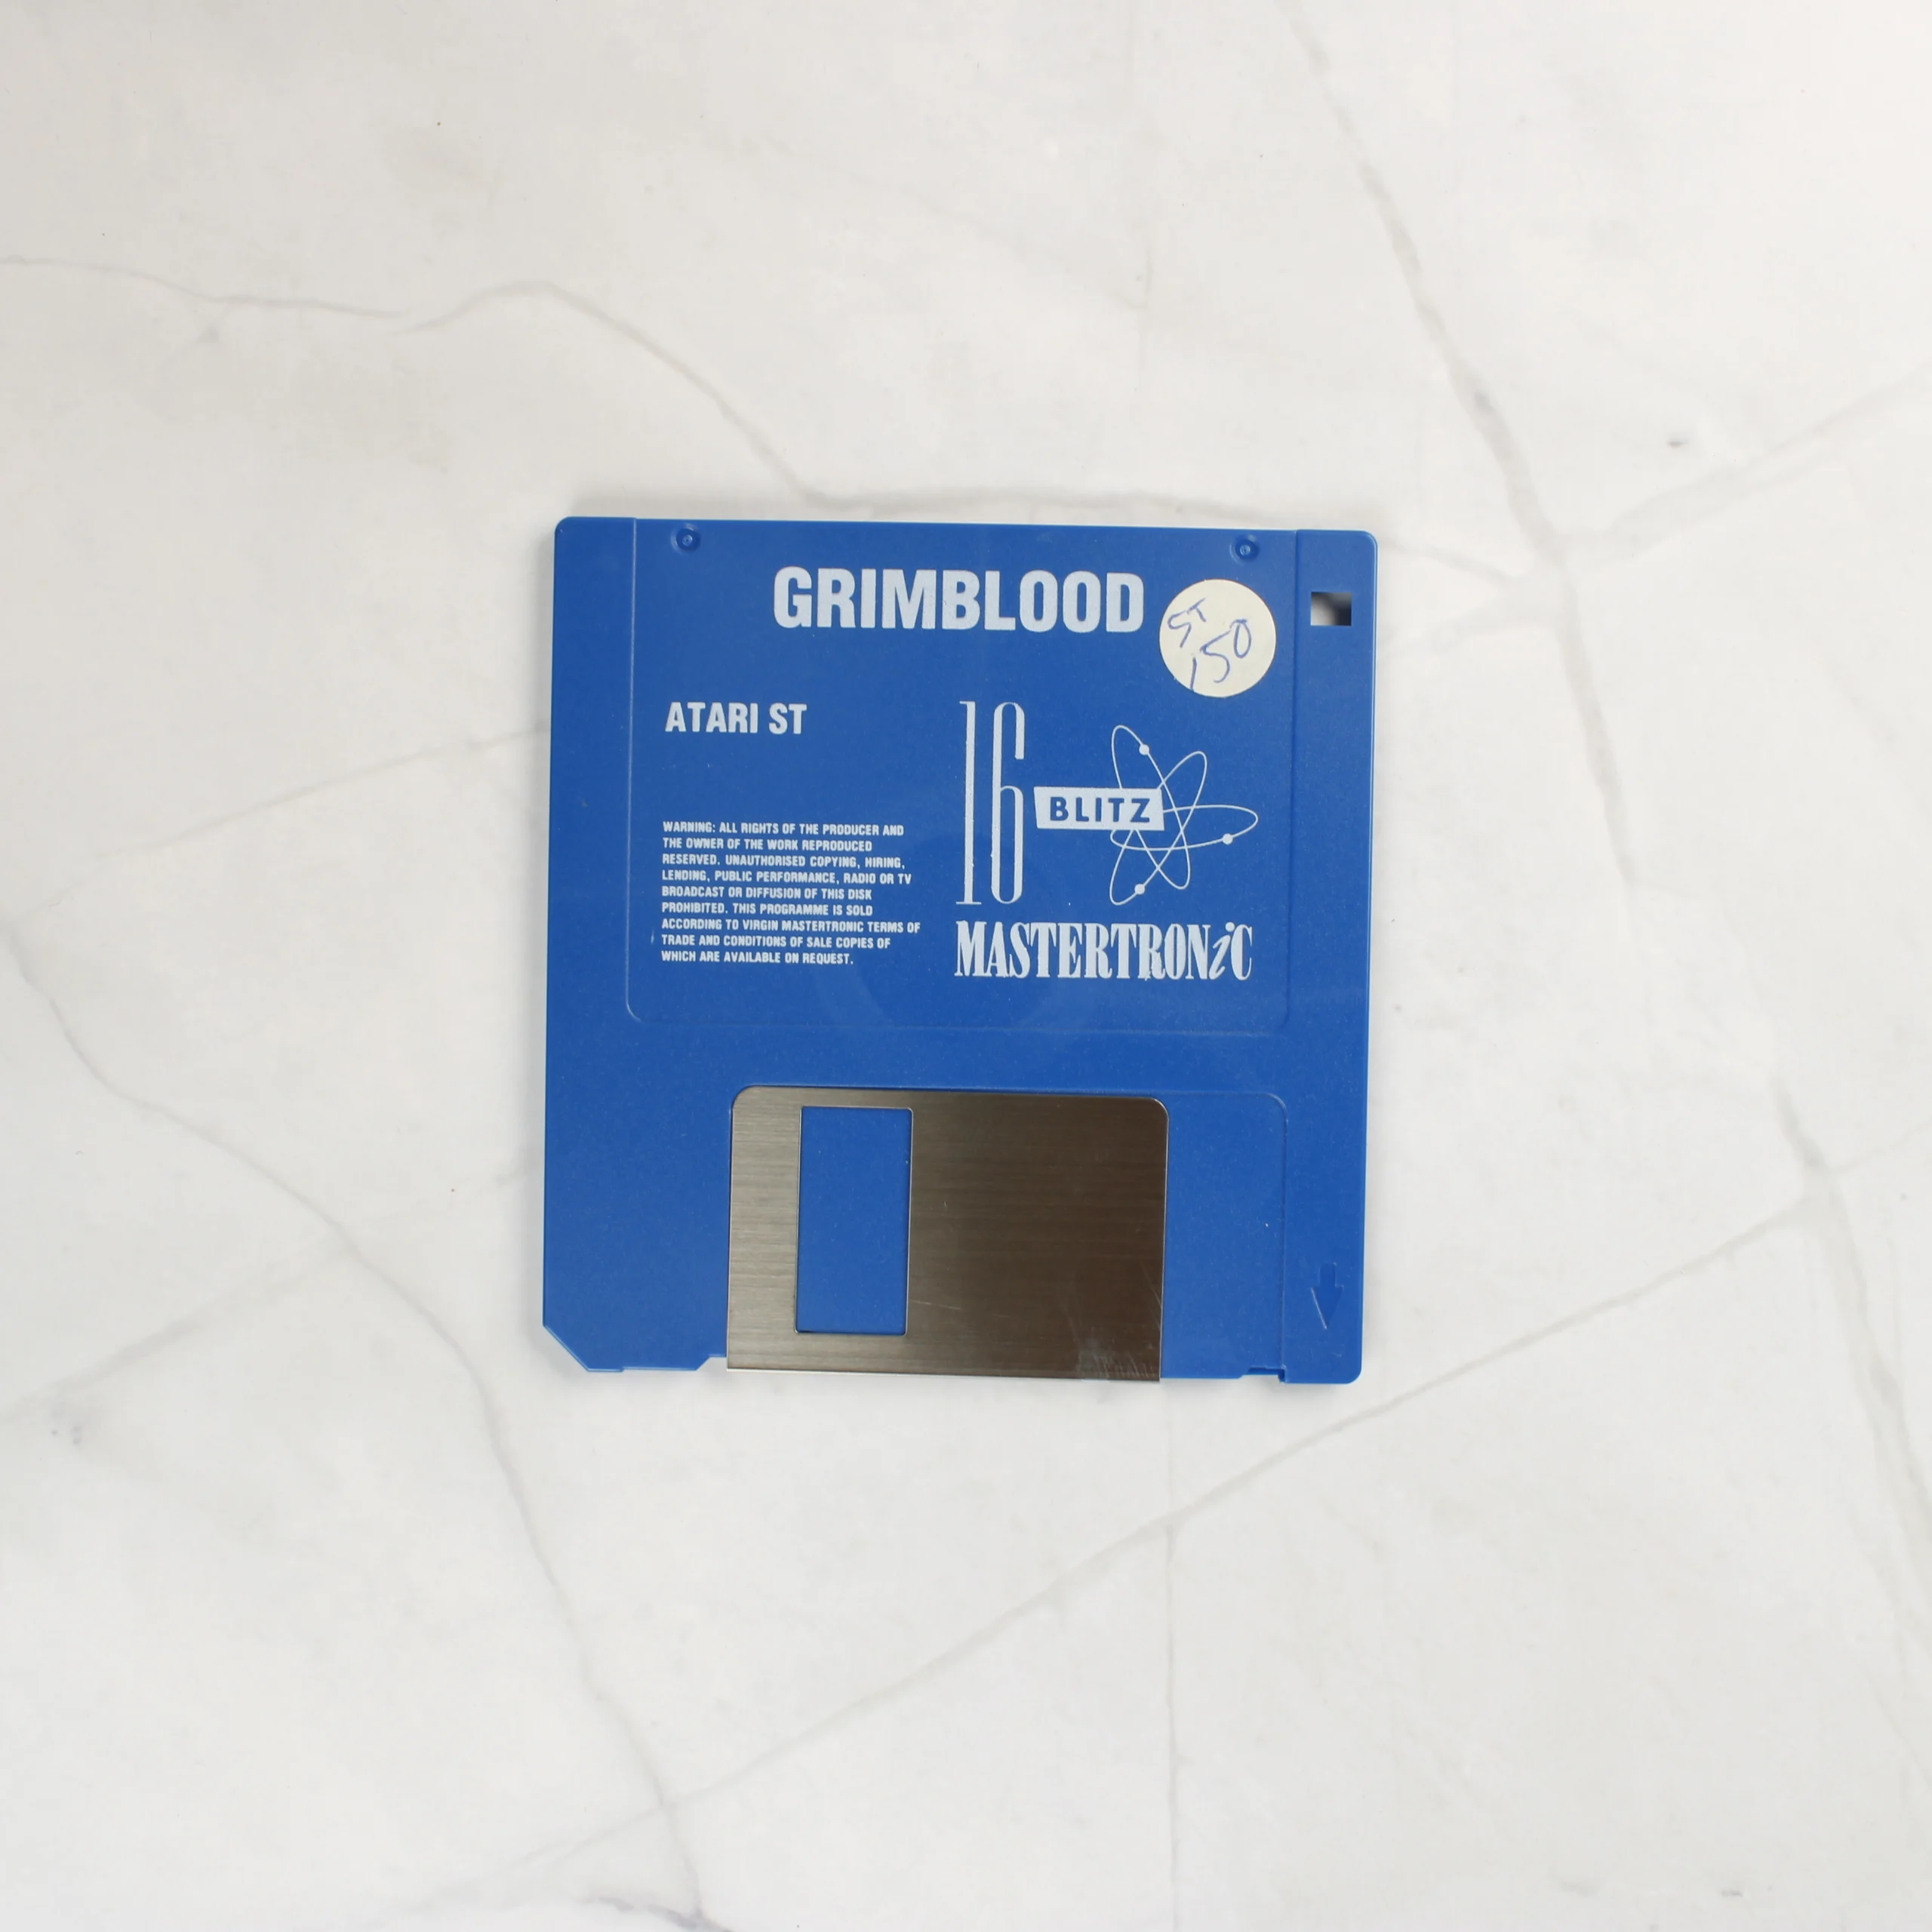 GRIMBLOOD
ST
150
ATARI ST
16
BLITZ
WARNING: ALL RIGHTS OF THE PRODUCER AND
THE OWNER OF THE WORK REPRODUCED
RESERVED. UNAUTHORISED COPYING, HIRING,
LENDING, PUBLIC PERFORMANCE, RADIO OR TV
BROADCAST OR DIFFUSION OF THIS DISK
PROHIBITED. THIS PROGRAMME IS SOLD
ACCORDING TO VIRGIN MASTERTRONIC TERMS OF
TRADE AND CONDITIONS OF SALE COPIES OF
WHICH ARE AVAILABLE ON REQUEST.
MASTERTRONiC